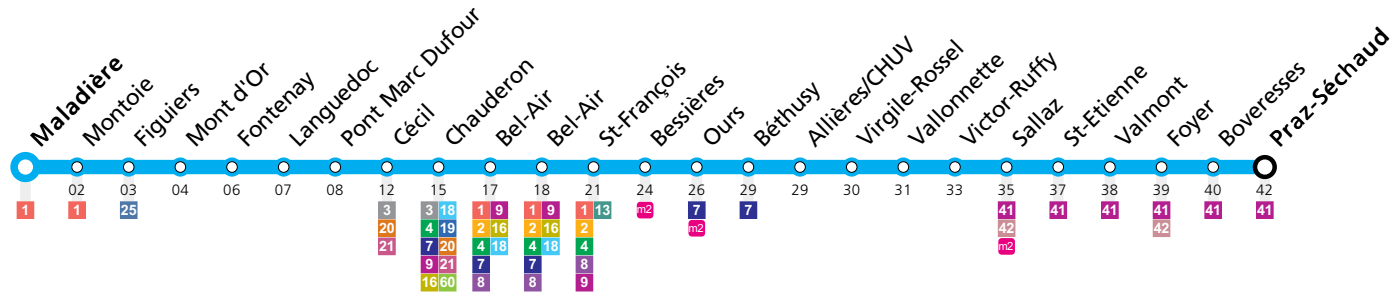 Maladière
Montoie
Figuiers
Mont d'Or
Fontenay
Languedoc
Pont Marc Dufour
Cécil
Chauderon
Bel-Air
Bel-Air
St-François
Bessières
Ours
Béthusy
Allières/CHUV
Virgile-Rossel
Vallonnette
Victor-Ruffy
Sallaz
St-Etienne
Valmont
Foyer
Boveresses
Praz-Séchaud
02 03 04 06 07 08 12 15 17 18 21 24 26 29 29 30 31 33 35 37 38 39 40 42
1 1 25 3 3 18 1 9 1 9 1 13 m2 7 7 41 41 41 41 41 41
20 4 19 2 16 2 16 2 m2 42 42
21 7 20 4 18 4 18 4 m2
9 21 7 7 8
16 60 8 8 9